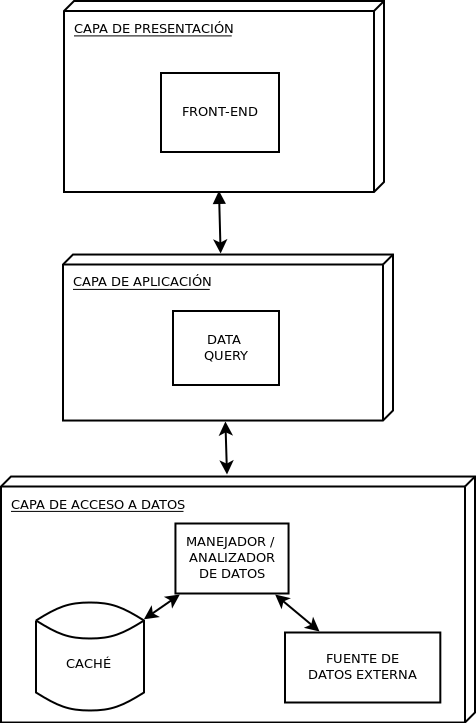 CAPA DE PRESENTACIÓN
FRONT-END
CAPA DE APLICACIÓN
DATA
QUERY
CAPA DE ACCESO A DATOS
MANEJADOR /
ANALIZADOR
DE DATOS
CACHÉ
FUENTE DE
DATOS EXTERNA